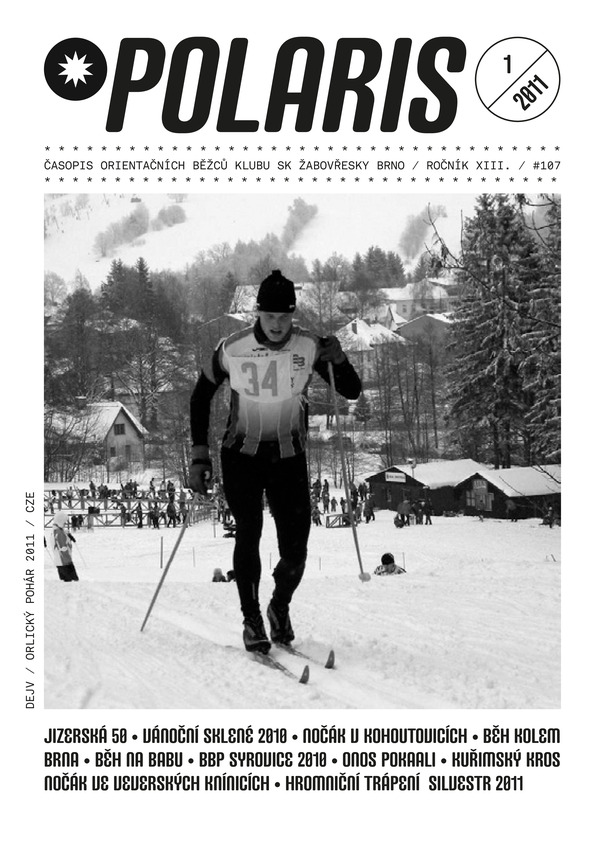 POLARIS
1
2011
* * * * * * * * * * * * * * * * * * * * * * * * * * * * * * * * * * * * *
ČASOPIS ORIENTAČNÍCH BĚŽCŮ KLUBU SK ŽABOVŘESKY BRNO / ROČNÍK XIII. / #107
* * * * * * * * * * * * * * * * * * * * * * * * * * * * * * * * * * * * *
34
DEJV / ORLICKÝ POHÁR 2011 / CZE
JIZERSKÁ 50 • VÁNOČNÍ SKLENÉ 2010 • NOČÁK V KOHOUTOVICÍCH • BĚH KOLEM
BRNA • BĚH NA BABU • BBP SYROVICE 2010 • ONOS POKAALI • KUŘIMSKÝ KROS
NOČÁK VE VEVERSKÝCH KNÍNICÍCH • HROMNIČNÍ TRÁPENÍ  SILVESTR 2011